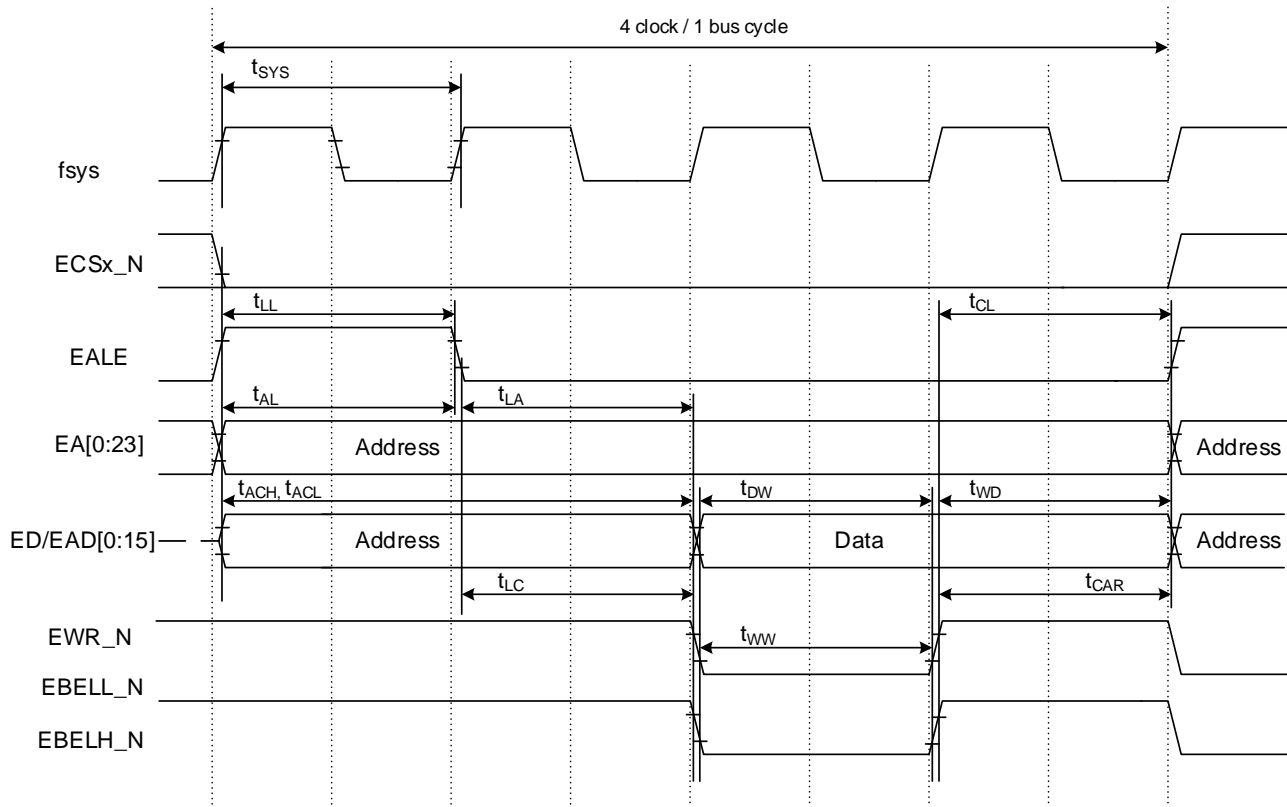 4 clock / 1 bus cycle
tSYS
fsys
ECSx_N
tLL
tCL
EALE
tAL
tLA
EA[0:23]
Address
Address
tACH, tACL
tDW
tWD
ED/EAD[0:15]
Address
Data
Address
tLC
tCAR
EWR_N
tWW
EBELL_N
EBELH_N